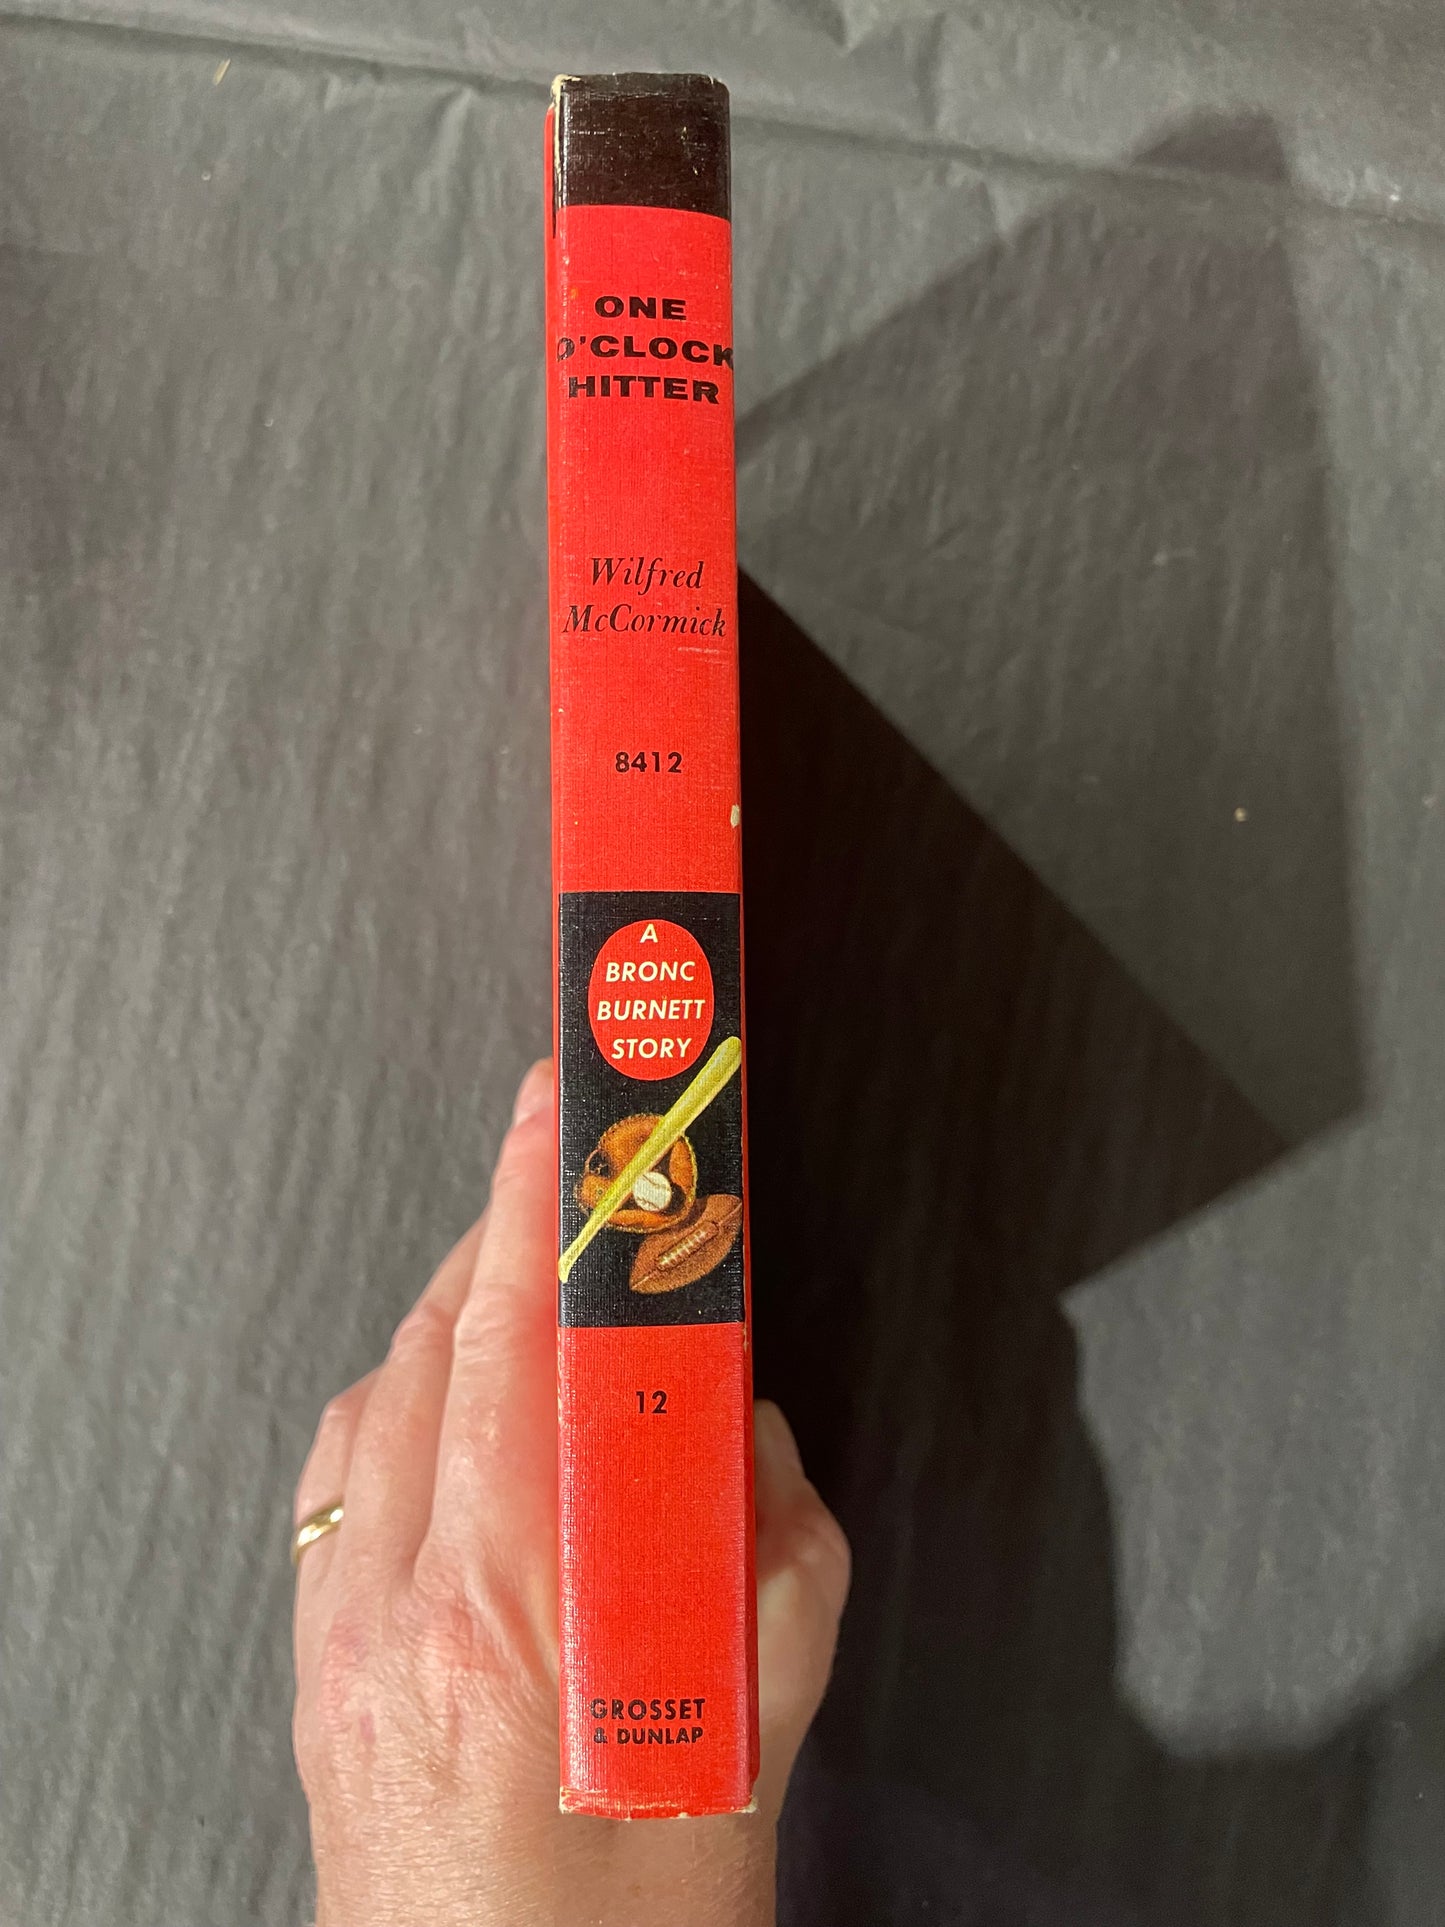 ONE
O'CLOCK
HITTER
Wilfred
McCormick
8412
A
BRONC
BURNETT
STORY
12
GROSSET
& DUNLAP